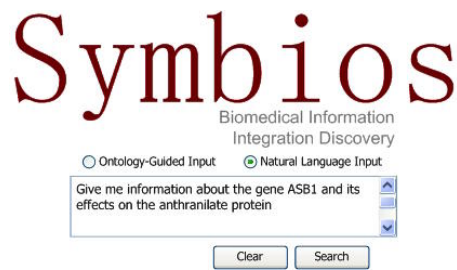 Symbios
Biomedical Information
Integration Discovery
Ontology-Guided Input Natural Language Input
Give me information about the gene ASB1 and its
effects on the anthranilate protein
Clear Search